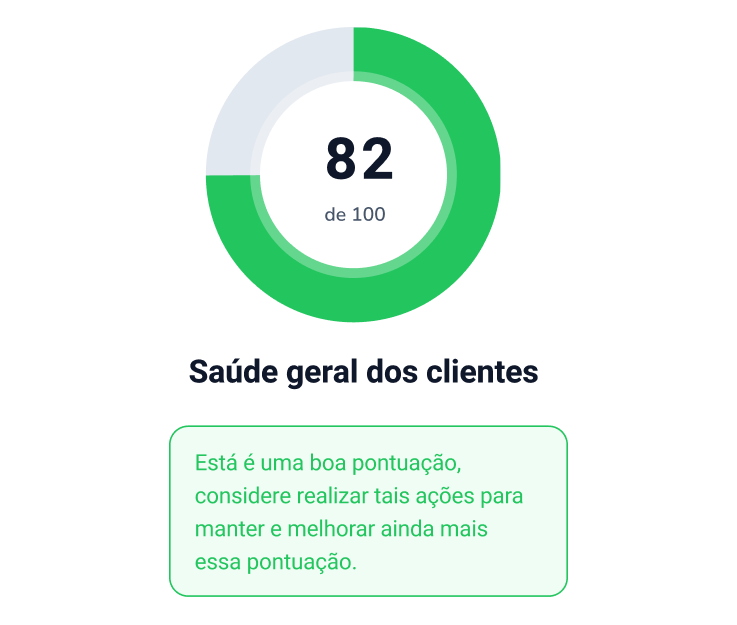 82
de 100
Saúde geral dos clientes
Está é uma boa pontuação,
considere realizar tais ações para
manter e melhorar ainda mais
essa pontuação.